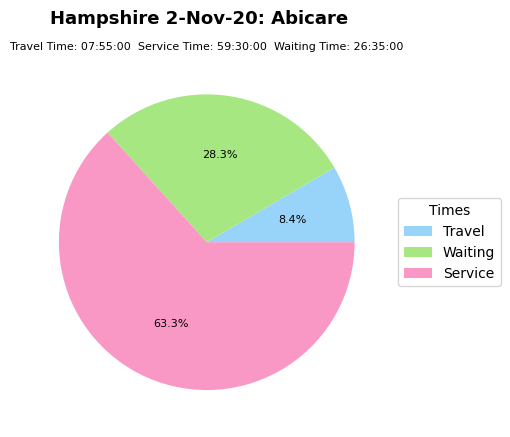 Hampshire 2-Nov-20: Abicare
Travel Time: 07:55:00  Service Time: 59:30:00  Waiting Time: 26:35:00
28.3%
8.4%
63.3%
Times
Travel
Waiting
Service